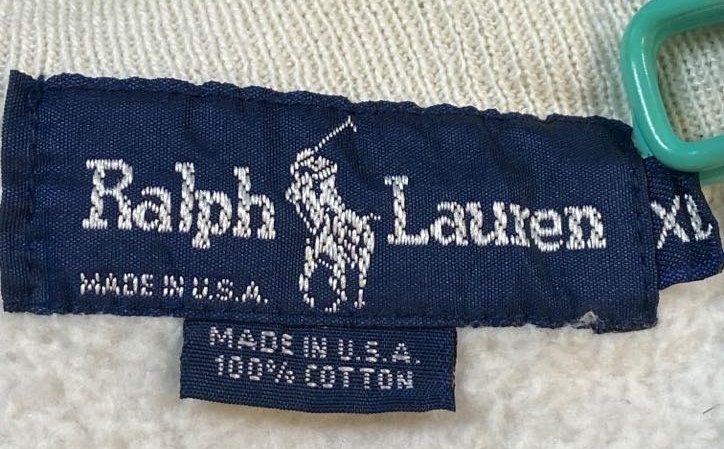 Ralph Lauren XL
MADE IN U.S.A.
MADE IN U.S.A.
100% COTTON